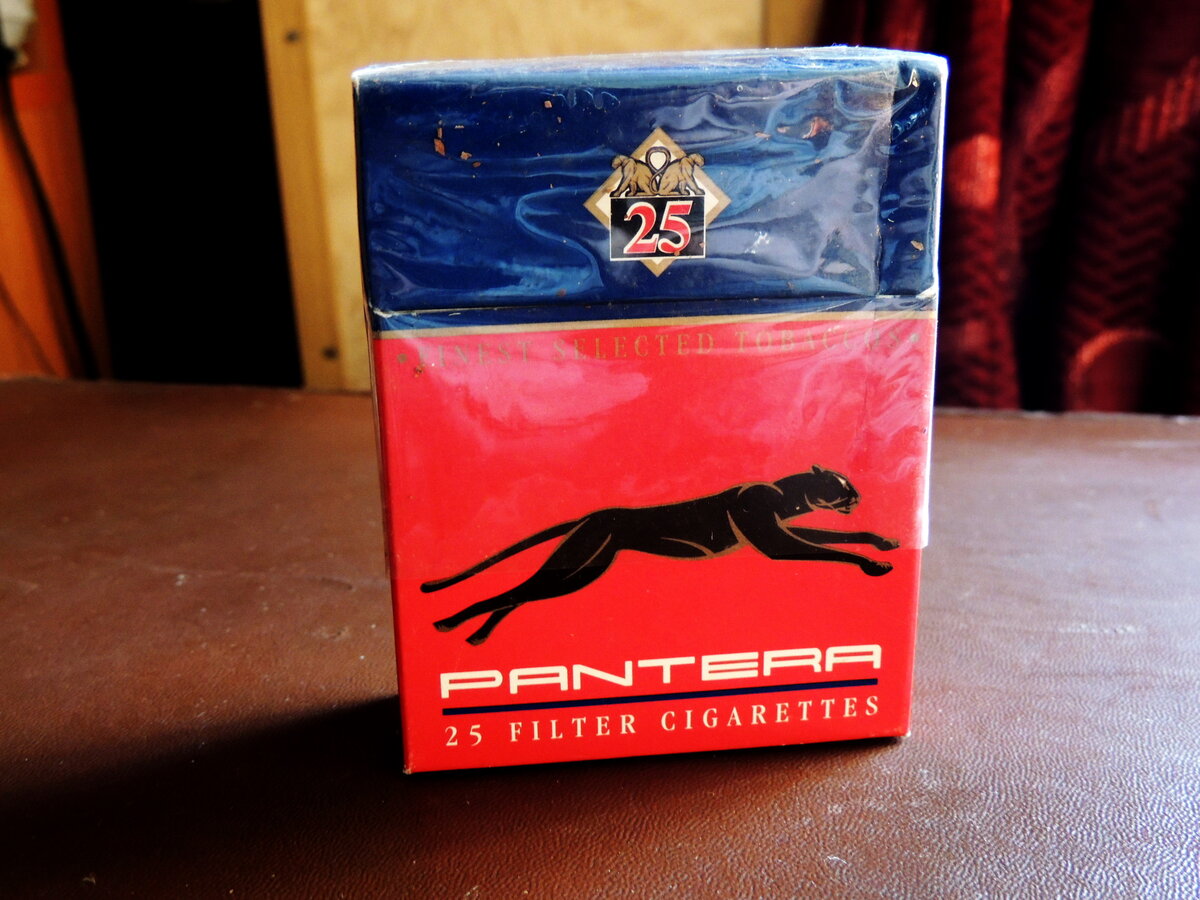 25
FINEST SELECTED TOBACCOS
PANTERA
25 FILTER CIGARETTES